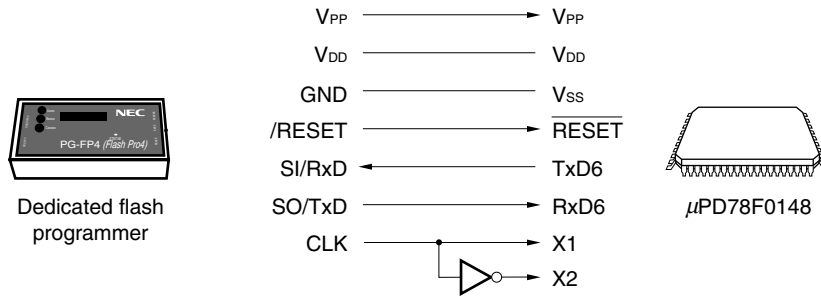 VPP VPP
VDD VDD
GND VSS
/RESET RESET
SI/RxD TxD6
SO/TxD RxD6
CLK X1
X2
NEC
PG-FP4 (Flash Pro4)
Dedicated flash
programmer
μPD78F0148